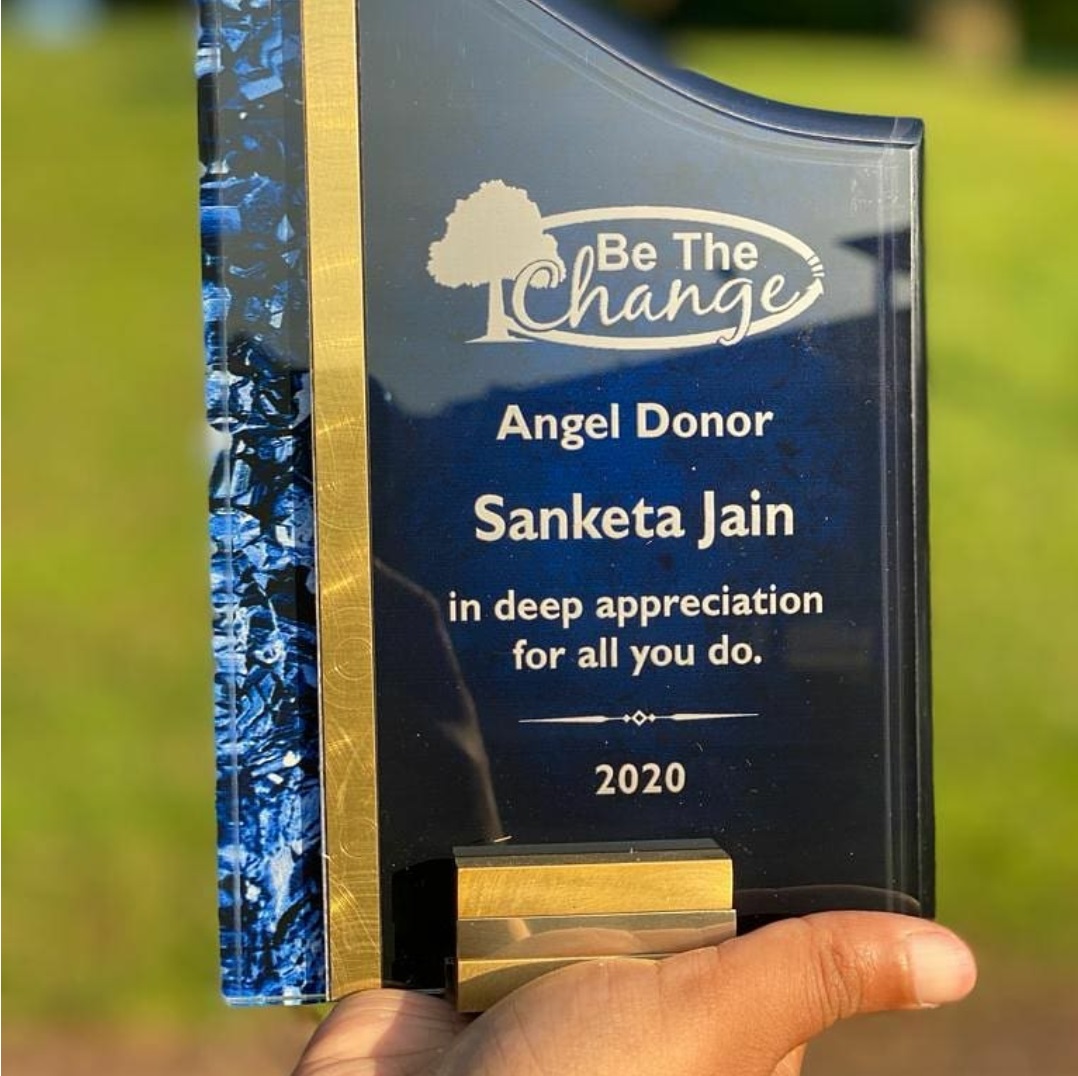 Be The
Change
Angel Donor
Sanketa Jain
in deep appreciation
for all you do.
2020